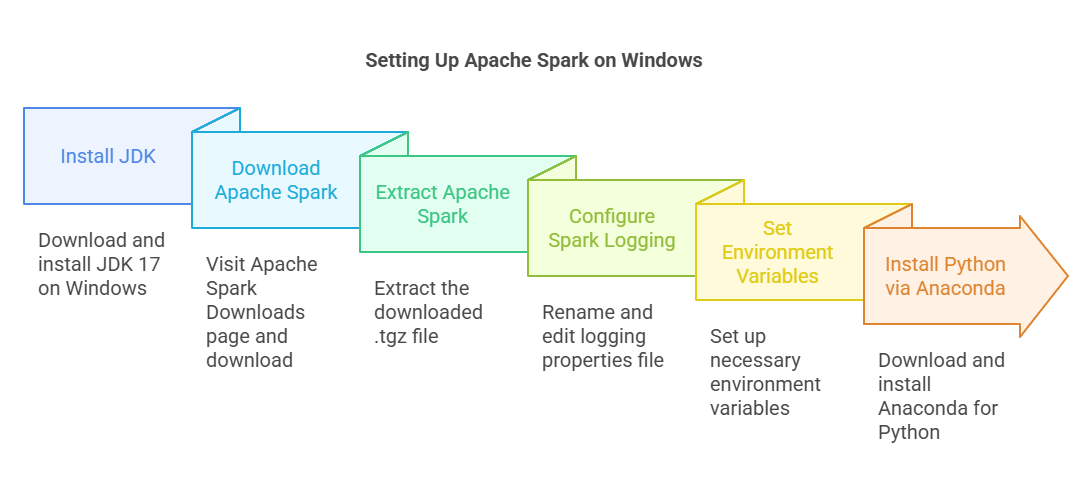 Setting Up Apache Spark on Windows
Install JDK
Download and
install JDK 17
on Windows
Download
Apache Spark
Visit Apache
Spark
Downloads
page and
download
Extract Apache
Spark
Extract the
downloaded
.tgz file
Configure
Spark Logging
Rename and
edit logging
properties file
Set
Environment
Variables
Set up
necessary
environment
variables
Install Python
via Anaconda
Download and
install
Anaconda for
Python